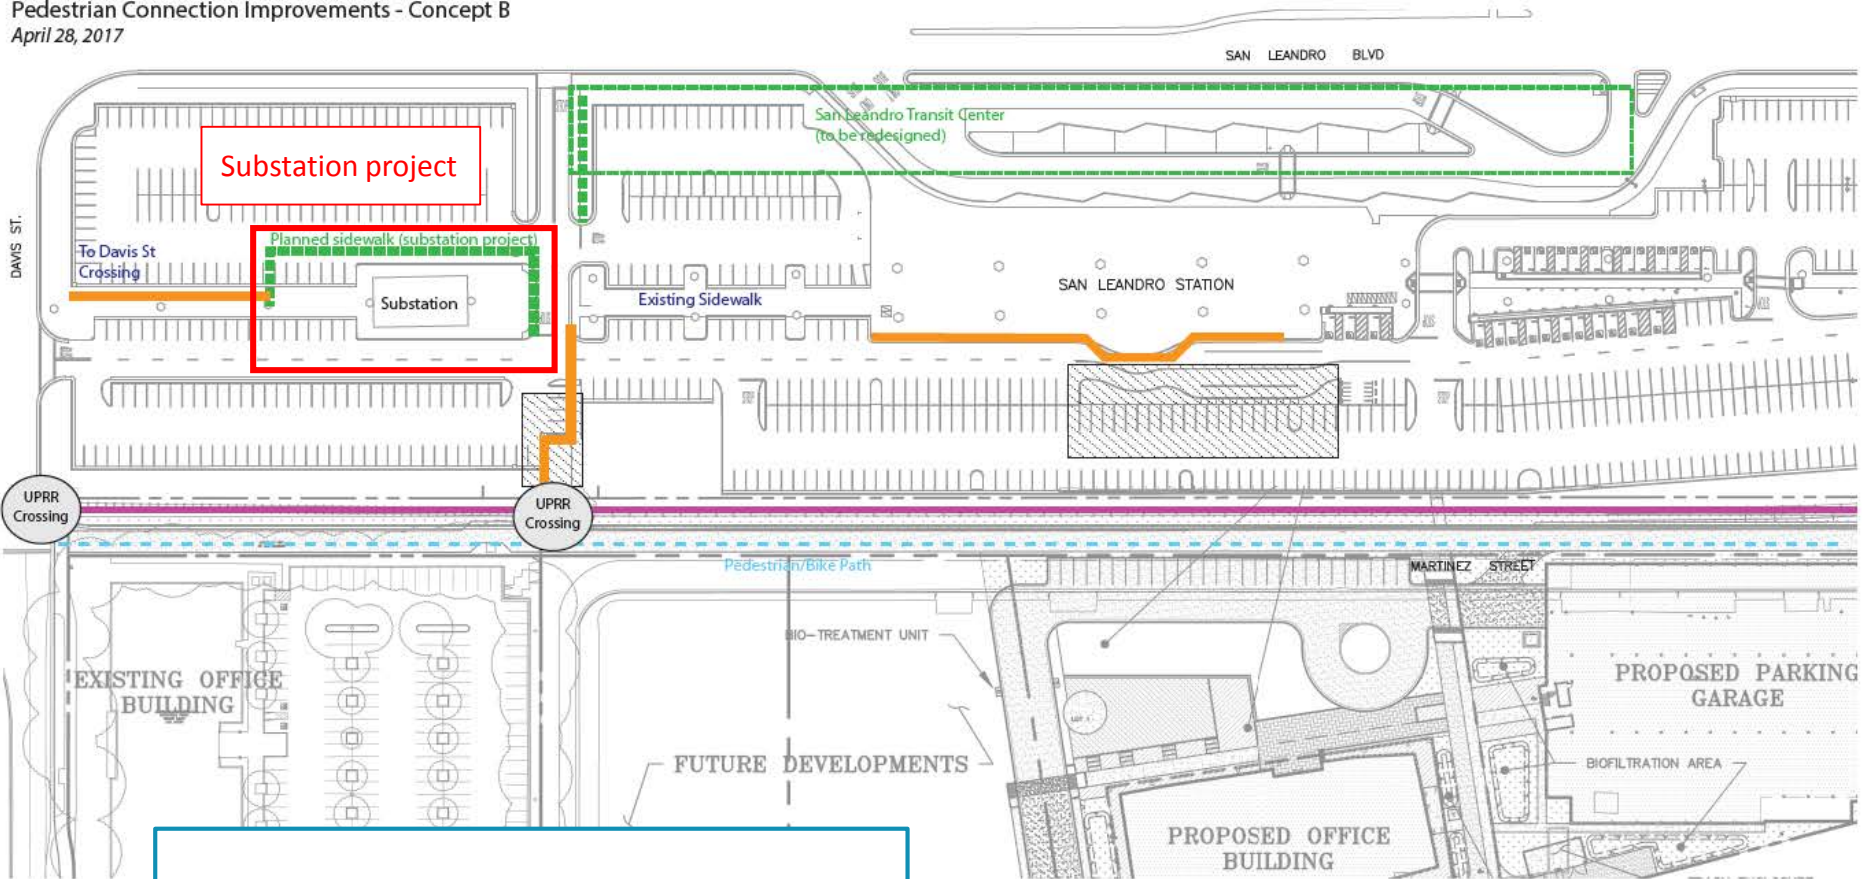 Pedestrian Connection Improvements - Concept B
April 28, 2017
SAN LEANDRO BLVD
San Leandro Transit Center
(to be redesigned)
Substation project
DAVIS ST.
To Davis St
Crossing
Planned sidewalk (substation project)
Substation
Existing Sidewalk
SAN LEANDRO STATION
UPRR
Crossing
UPRR
Crossing
Pedestrian/Bike Path
MARTINEZ STREET
BIO-TREATMENT UNIT
EXISTING OFFICE
BUILDING
PROPOSED PARKING
GARAGE
FUTURE DEVELOPMENTS
BIOFILTRATION AREA
PROPOSED OFFICE
BUILDING